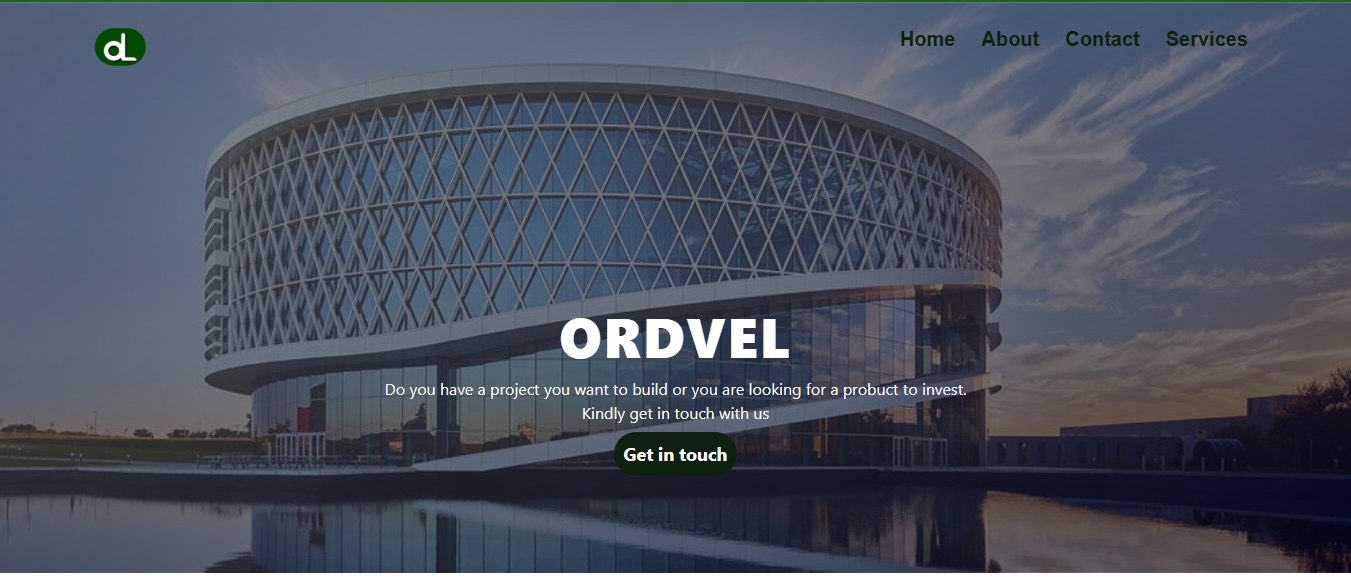 dL
Home About Contact Services
ORDVEL
Do you have a project you want to build or you are looking for a probuct to invest.
Kindly get in touch with us
Get in touch